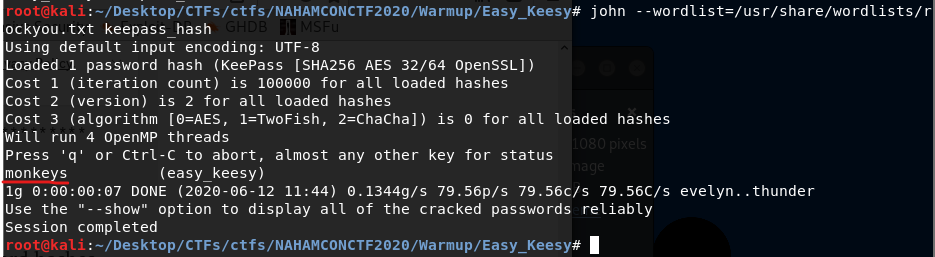 root@kali:~/Desktop/CTFs/ctfs/NAHAMCONCTF2020/Warmup/Easy_Keesy# john --wordlist=/usr/share/wordlists/r
ockyou.txt keepass_hash
GHDB MSFu
Using default input encoding: UTF-8
Loaded 1 password hash (KeePass [SHA256 AES 32/64 OpenSSL])
Cost 1 (iteration count) is 100000 for all loaded hashes
Cost 2 (version) is 2 for all loaded hashes
Cost 3 (algorithm [0=AES, 1=TwoFish, 2=ChaCha]) is 0 for all loaded hashes
Will run 4 OpenMP threads
Press 'q' or Ctrl-C to abort, almost any other key for status
1080 pixels
mage
monkeys (easy_keesy)
1g 0:00:00:07 DONE (2020-06-12 11:44) 0.1344g/s 79.56p/s 79.56c/s 79.56C/s evelyn..thunder
Use the "--show" option to display all of the cracked passwords reliably
Session completed
root@kali:~/Desktop/CTFs/ctfs/NAHAMCONCTF2020/Warmup/Easy_Keesy#